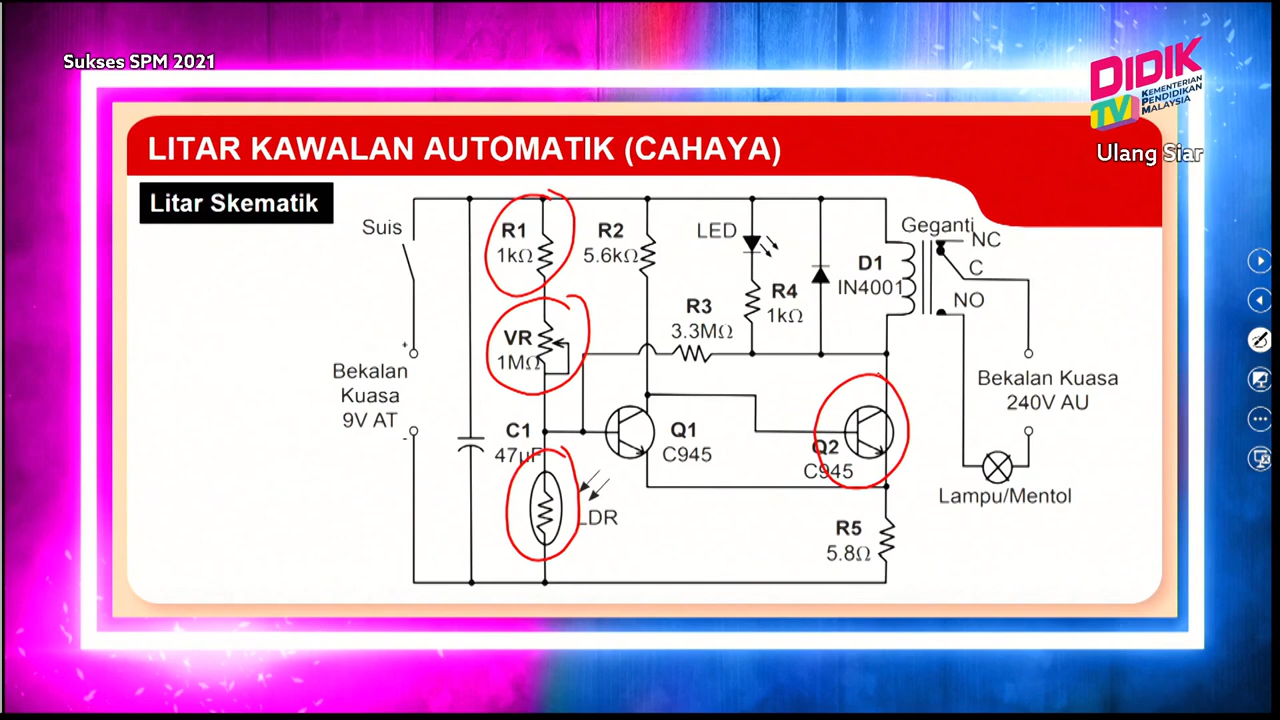 Sukses SPM 2021
DIDIK
TV
KEMENTERIAN
PENDIDIKAN
MALAYSIA
Ulang Siar
LITAR KAWALAN AUTOMATIK (CAHAYA)
Litar Skematik
Suis
R1
1kΩ
R2
5.6kΩ
LED
D1
IN4001
Geganti
NC
C
NO
R4
1kΩ
R3
3.3MΩ
VR
1MΩ
+
Bekalan
Kuasa
9V AT
-
Bekalan Kuasa
240V AU
C1
47µF
Q1
C945
Q2
C945
Lampu/Mentol
LDR
R5
5.8Ω